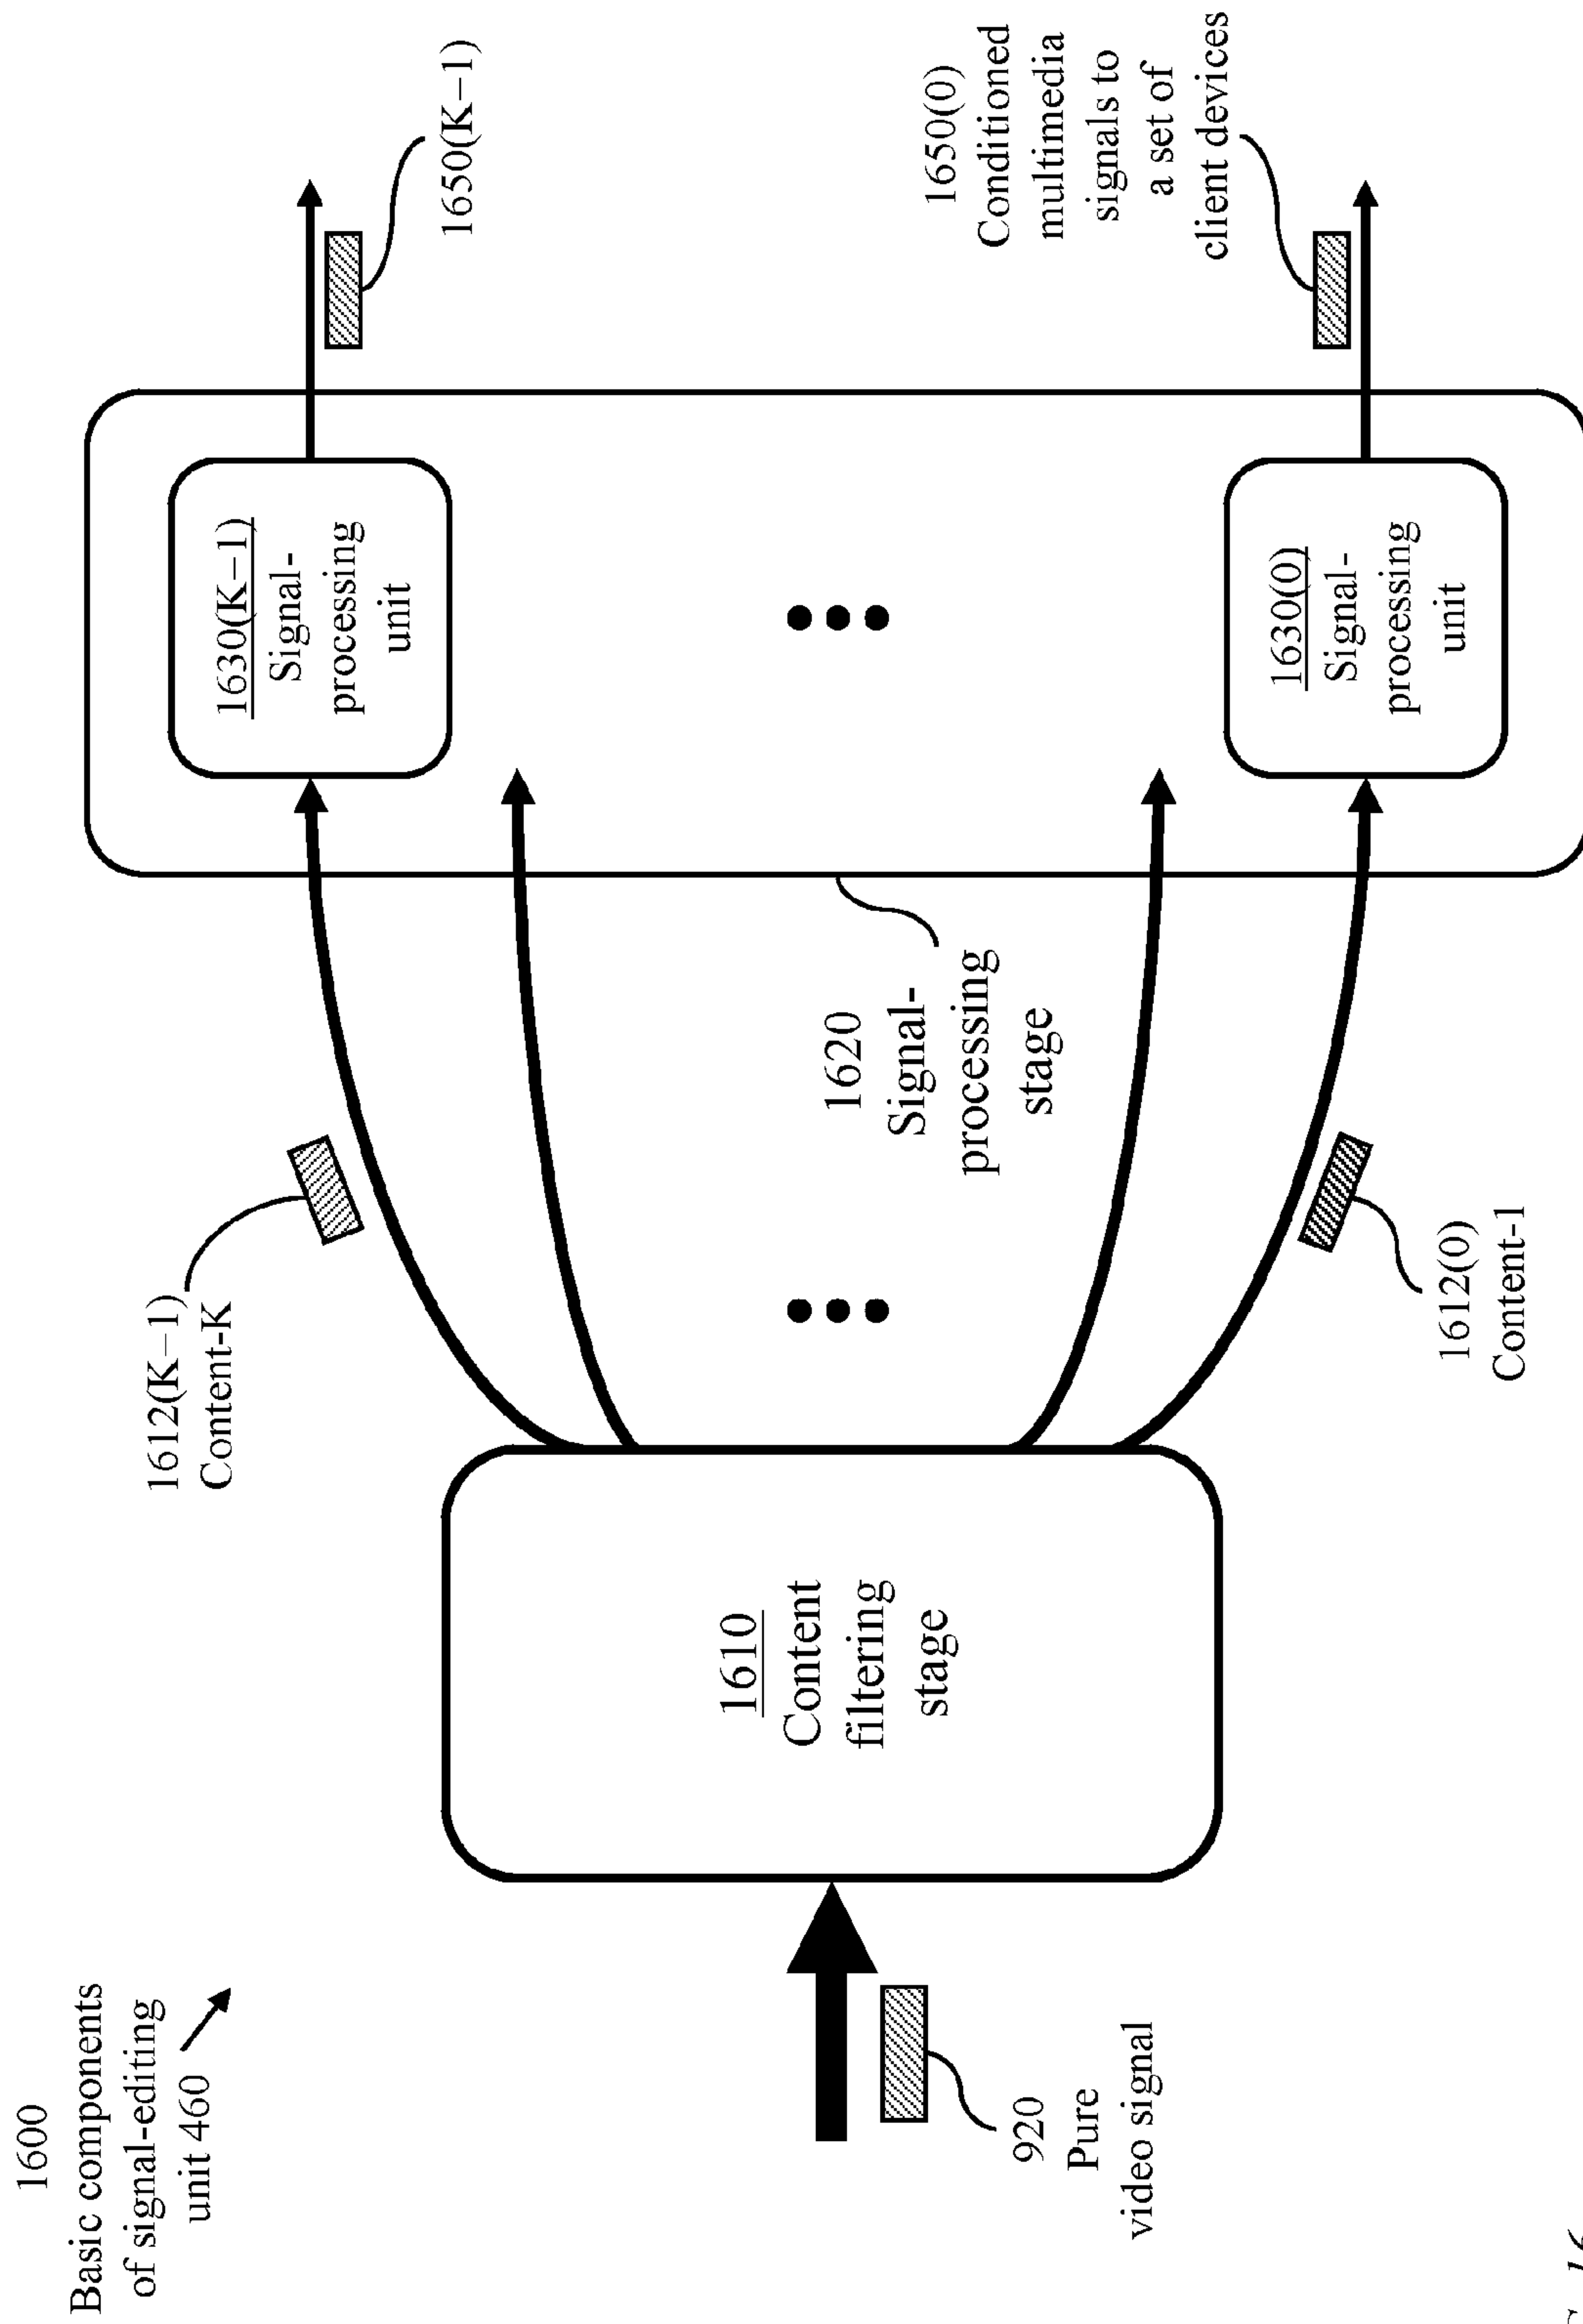 1600
Basic components
of signal-editing
unit 460
920
Pure
video signal
1610
Content
filtering
stage
1612(K−1)
Content-K
1612(0)
Content-1
1620
Signal-
processing
stage
1630(K−1)
Signal-
processing
unit
1630(0)
Signal-
processing
unit
1650(K−1)
1650(0)
Conditioned
multimedia
signals to
a set of
client devices